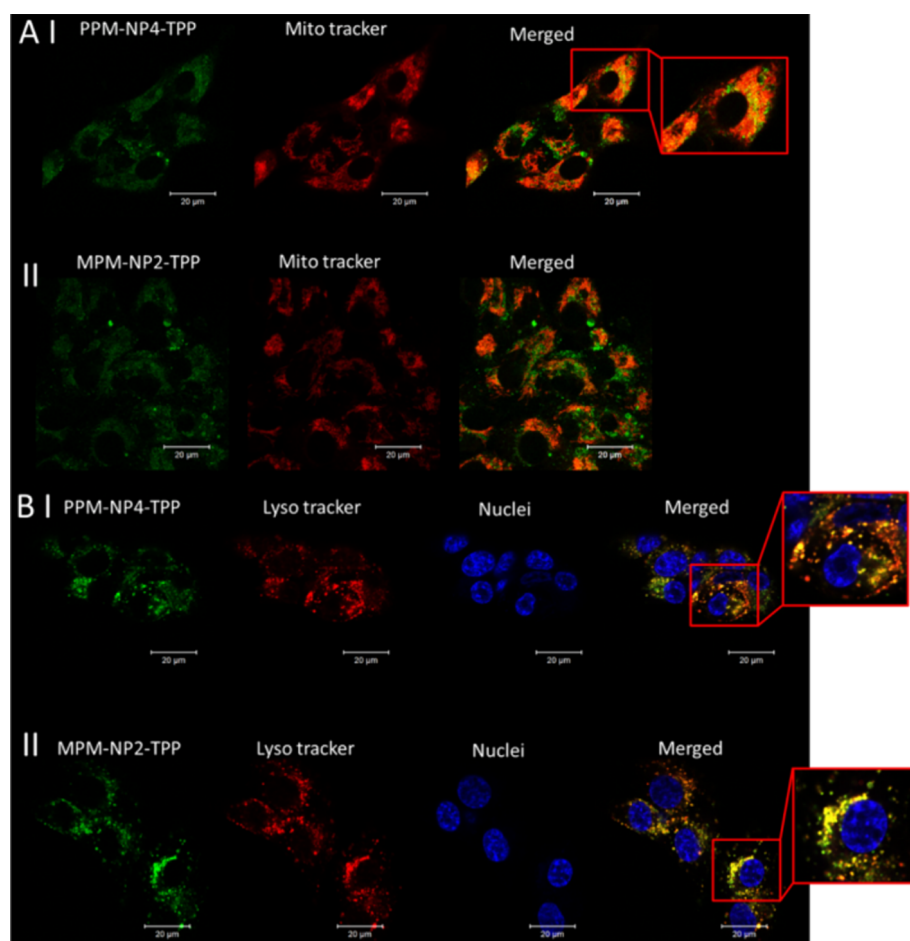 A I PPM-NP4-TPP Mito tracker Merged
20 µm 20 µm 20 µm
II MPM-NP2-TPP Mito tracker Merged
20 µm 20 µm 20 µm
B I PPM-NP4-TPP Lyso tracker Nuclei Merged
20 µm 20 µm 20 µm 20 µm
II MPM-NP2-TPP Lyso tracker Nuclei Merged
20 µm 20 µm 20 µm 20 µm